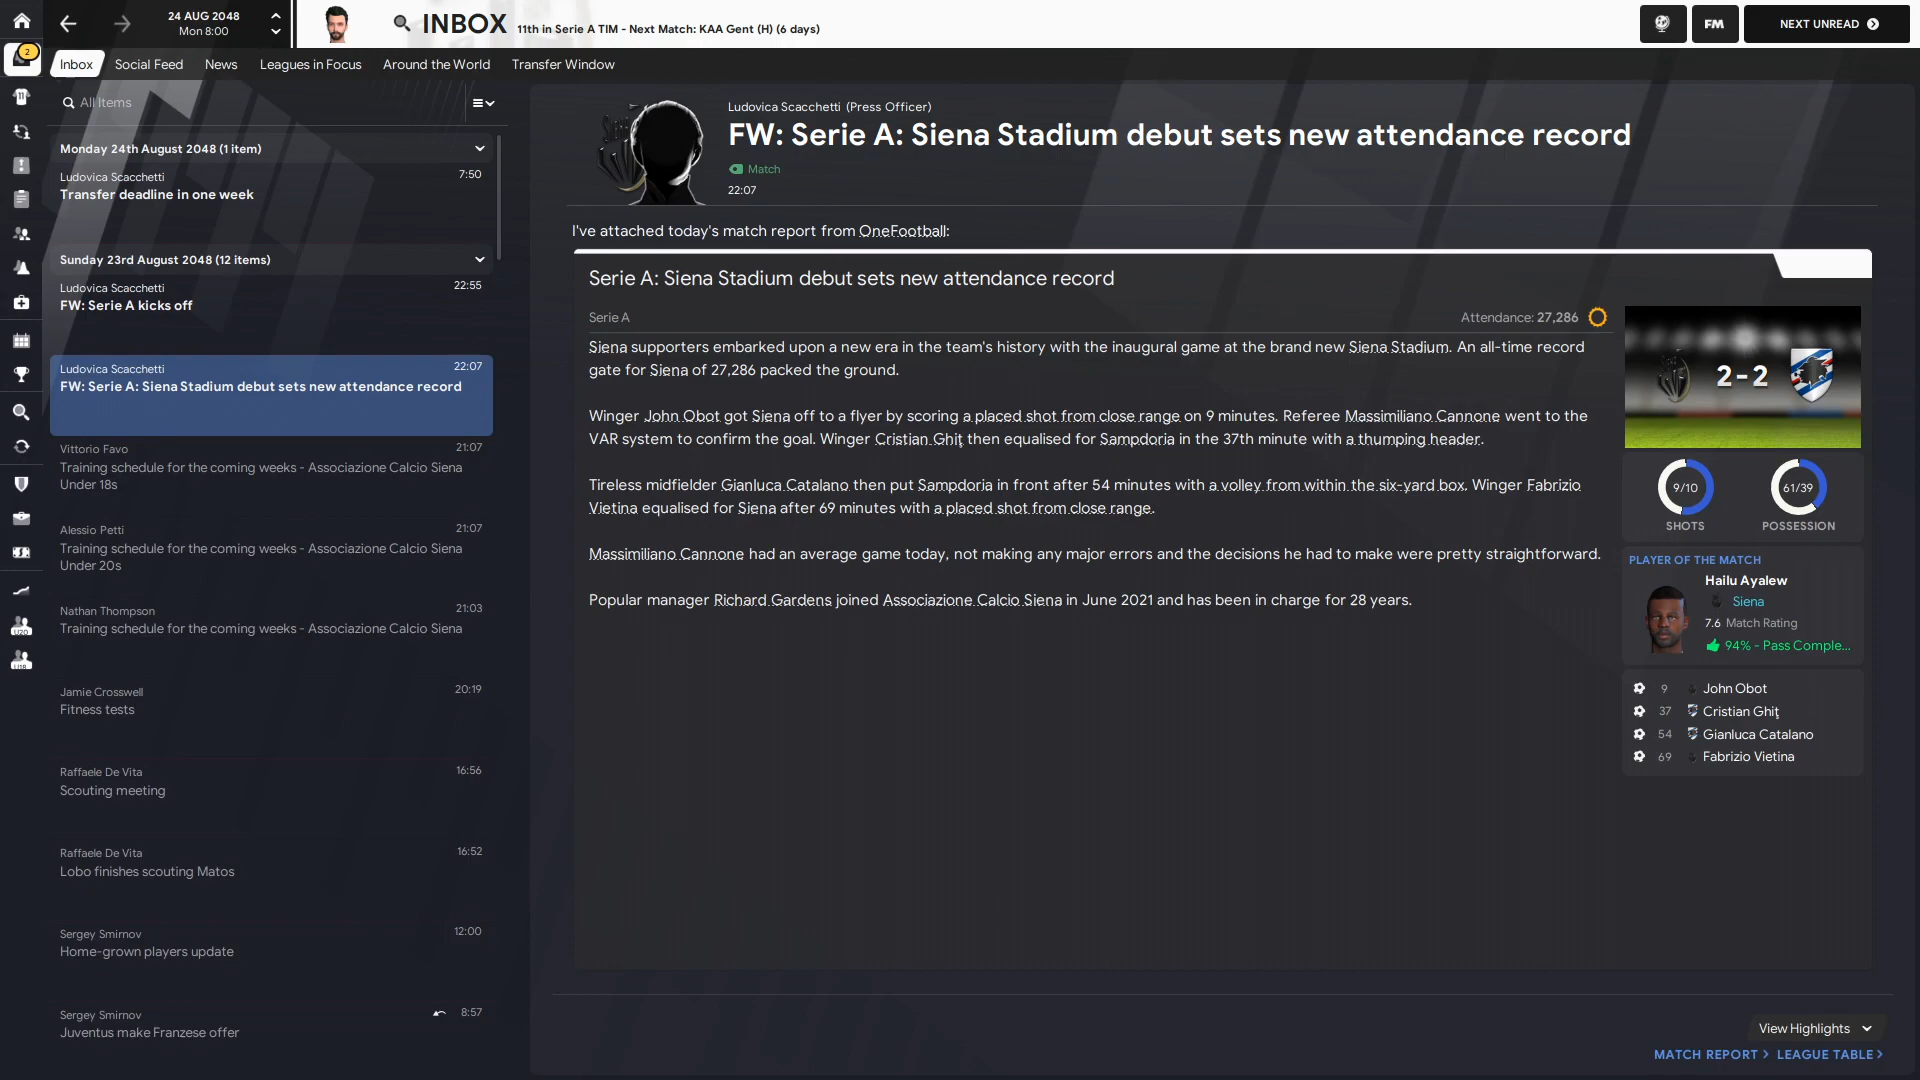 24 AUG 2048
Mon 8:00
INBOX
11th in Serie A TIM - Next Match: KAA Gent (H) (6 days)
FM
NEXT UNREAD
2
Inbox
Social Feed
News
Leagues in Focus
Around the World
Transfer Window
All Items
Monday 24th August 2048 (1 item)
Ludovica Scacchetti
7:50
Transfer deadline in one week
Sunday 23rd August 2048 (12 items)
Ludovica Scacchetti
22:55
FW: Serie A kicks off
Ludovica Scacchetti
22:07
FW: Serie A: Siena Stadium debut sets new attendance record
Vittorio Favo
21:07
Training schedule for the coming weeks - Associazione Calcio Siena
Under 18s
Alessio Petti
21:07
Training schedule for the coming weeks - Associazione Calcio Siena
Under 20s
Nathan Thompson
21:03
Training schedule for the coming weeks - Associazione Calcio Siena
Jamie Crosswell
20:19
Fitness tests
Raffaele De Vita
16:56
Scouting meeting
Raffaele De Vita
16:52
Lobo finishes scouting Matos
Sergey Smirnov
12:00
Home-grown players update
Sergey Smirnov
8:57
Juventus make Franzese offer
11
U20
U18
Ludovica Scacchetti (Press Officer)
FW: Serie A: Siena Stadium debut sets new attendance record
Match
22:07
I've attached today's match report from OneFootball:
Serie A: Siena Stadium debut sets new attendance record
Serie A
Attendance: 27,286
Siena supporters embarked upon a new era in the team's history with the inaugural game at the brand new Siena Stadium. An all-time record
gate for Siena of 27,286 packed the ground.
Winger John Obot got Siena off to a flyer by scoring a placed shot from close range on 9 minutes. Referee Massimiliano Cannone went to the
VAR system to confirm the goal. Winger Cristian Ghiț then equalised for Sampdoria in the 37th minute with a thumping header.
Tireless midfielder Gianluca Catalano then put Sampdoria in front after 54 minutes with a volley from within the six-yard box. Winger Fabrizio
Vietina equalised for Siena after 69 minutes with a placed shot from close range.
Massimiliano Cannone had an average game today, not making any major errors and the decisions he had to make were pretty straightforward.
Popular manager Richard Gardens joined Associazione Calcio Siena in June 2021 and has been in charge for 28 years.
2 - 2
9/10
SHOTS
61/39
POSSESSION
PLAYER OF THE MATCH
Hailu Ayalew
Siena
7.6 Match Rating
94% - Pass Comple...
9 John Obot
37 Cristian Ghiț
54 Gianluca Catalano
69 Fabrizio Vietina
View Highlights
MATCH REPORT
LEAGUE TABLE